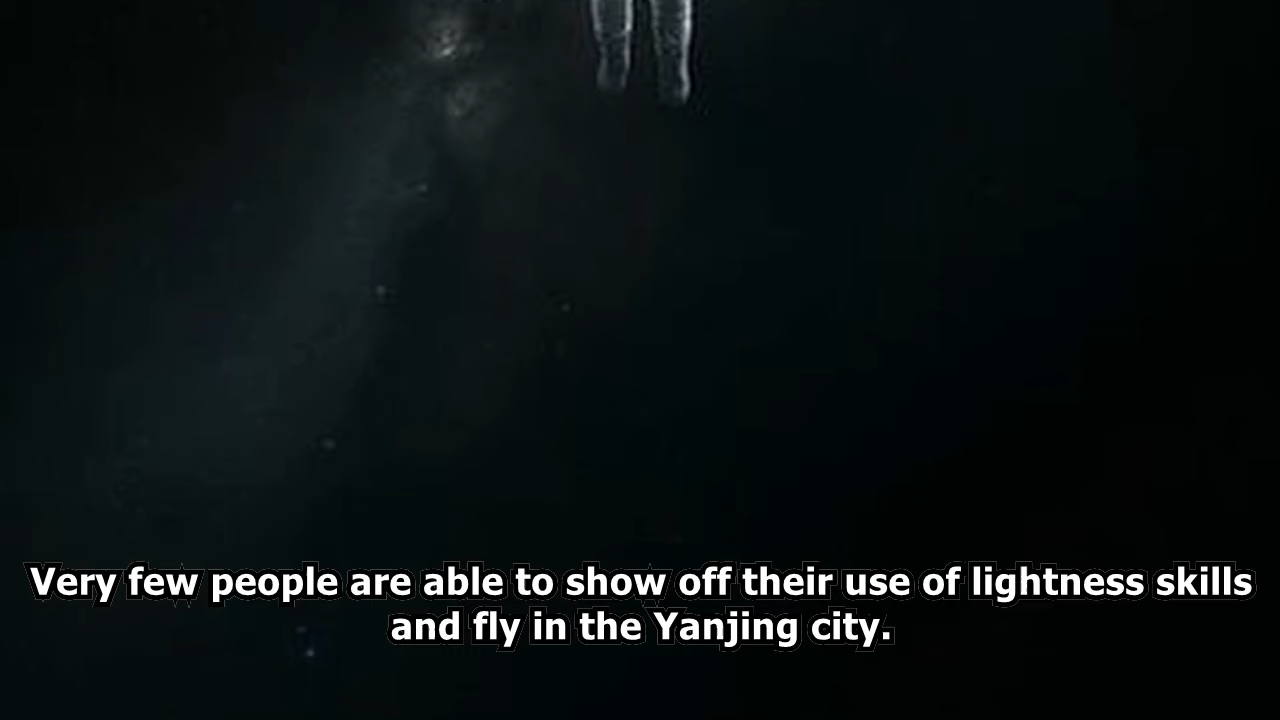 Very few people are able to show off their use of lightness skills
and fly in the Yanjing city.